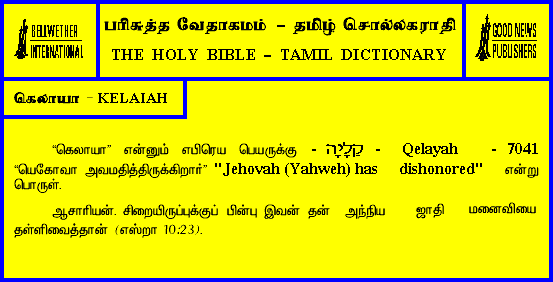 BELLWETHER
INTERNATIONAL
பரிசுத்த வேதாகமம் – தமிழ் சொல்லகராதி
THE HOLY BIBLE – TAMIL DICTIONARY
GOOD NEWS
PUBLISHERS
கெலாயா – KELAIAH
“கெலாயா” என்னும் எபிரெய பெயருக்கு - קֵלָיָה - Qelayah - 7041
“யெகோவா அவமதித்திருக்கிறார்” "Jehovah (Yahweh) has dishonored" என்று
பொருள்.
ஆசாரியன். சிறையிருப்புக்குப் பின்பு இவன் தன் அந்நிய ஜாதி மனைவியை
தள்ளிவைத்தான் (எஸ்றா 10:23).